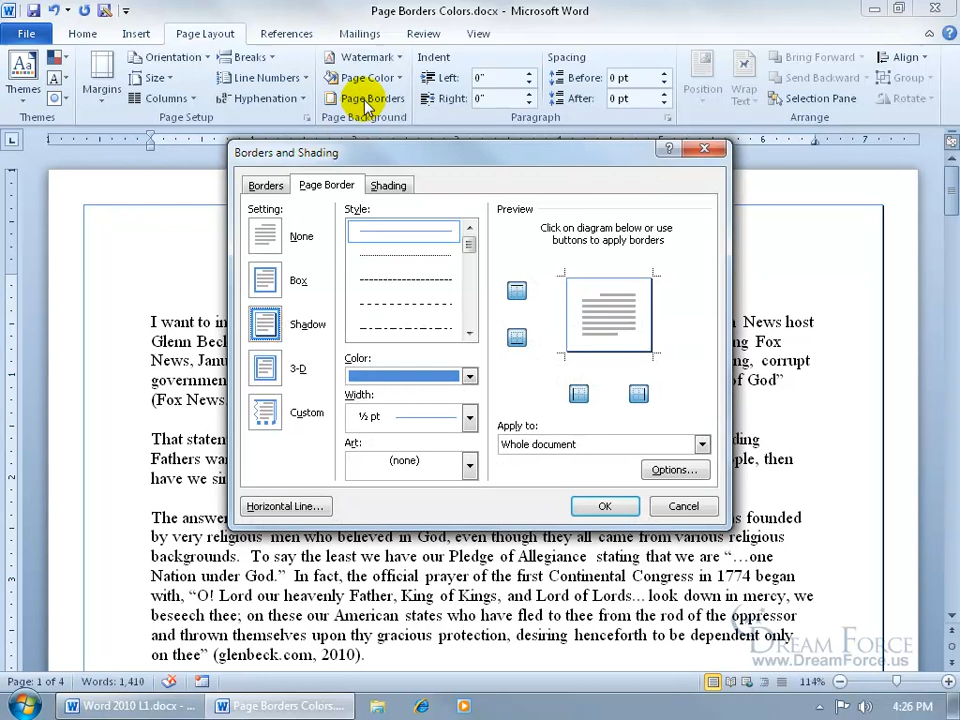 Page Borders Colors.docx - Microsoft Word
File Home Insert Page Layout References Mailings Review View
Themes
Themes
Margins
Orientation
Size
Columns
Breaks
Line Numbers
Hyphenation
Page Setup
Watermark
Page Color
Page Borders
Page Background
Indent
Left: 0"
Right: 0"
Spacing
Before: 0 pt
After: 0 pt
Paragraph
Position
Wrap
Text
Bring Forward
Send Backward
Selection Pane
Align
Group
Rotate
Arrange
Borders and Shading
Borders Page Border Shading
Setting:
None
Box
Shadow
3-D
Custom
Style:
Color:
Width:
½ pt
Art:
(none)
Preview
Click on diagram below or use
buttons to apply borders
Apply to:
Whole document
Options...
Horizontal Line...
OK
Cancel
I want to in News host
Glenn Bec ing Fox
News, Janu ng, corrupt
governmen of God”
(Fox News,
That staten ding
Fathers wa ple, then
have we sin
The answer was founded
by very religious men who believed in God, even though they all came from various religious
backgrounds. To say the least we have our Pledge of Allegiance stating that we are “…one
Nation under God.” In fact, the official prayer of the first Continental Congress in 1774 began
with, “O! Lord our heavenly Father, King of Kings, and Lord of Lords... look down in mercy, we
beseech thee; on these our American states who have fled to thee from the rod of the oppressor
and thrown themselves upon thy gracious protection, desiring henceforth to be dependent only
on thee” (glenbeck.com, 2010).
DREAM FORCE
www.DreamForce.us
Page: 1 of 4 Words: 1,410 114%
Word 2010 L1.docx - ... Page Borders Colors.... 4:26 PM